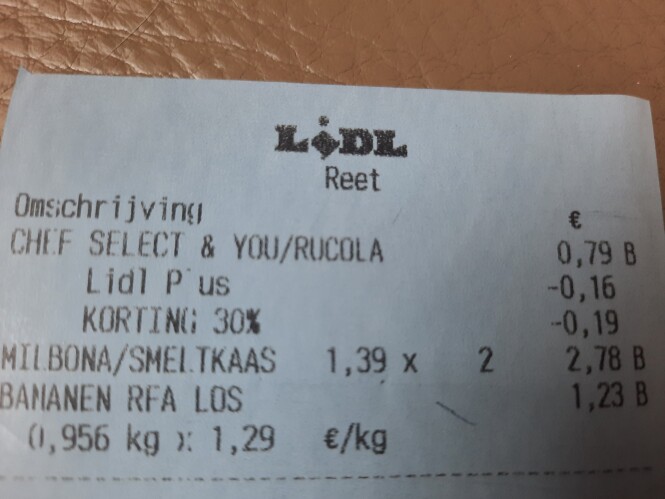 LIDL
Reet
Omschrijving €
CHEF SELECT & YOU/RUCOLA 0,79 B
Lidl Plus -0,16
KORTING 30% -0,19
MILBONA/SMELTKAAS 1,39 x 2 2,78 B
BANANEN RFA LOS 1,23 B
0,956 kg x 1,29 €/kg